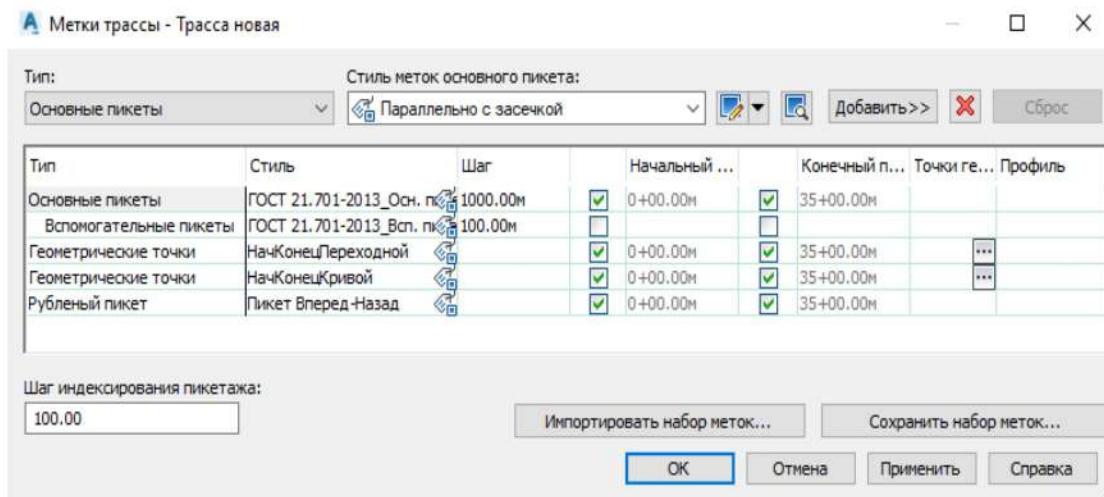 Метки трассы - Трасса новая
Тип: Стиль меток основного пикета:
Основные пикеты Параллельно с засечкой Добавить>> Сброс
Тип Стиль Шаг Начальный ... Конечный п... Точки ге... Профиль
Основные пикеты ГОСТ 21.701-2013_Осн. 1000.00м 0+00.00м 35+00.00м
Вспомогательные пикеты ГОСТ 21.701-2013_Всп. 100.00м
Геометрические точки НачКонецПереходной 0+00.00м 35+00.00м ...
Геометрические точки НачКонецКривой 0+00.00м 35+00.00м ...
Рубленый пикет Пикет Вперед-Назад 0+00.00м 35+00.00м
Шаг индексирования пикетажа:
100.00 Импортировать набор меток... Сохранить набор меток...
ОК Отмена Применить Справка